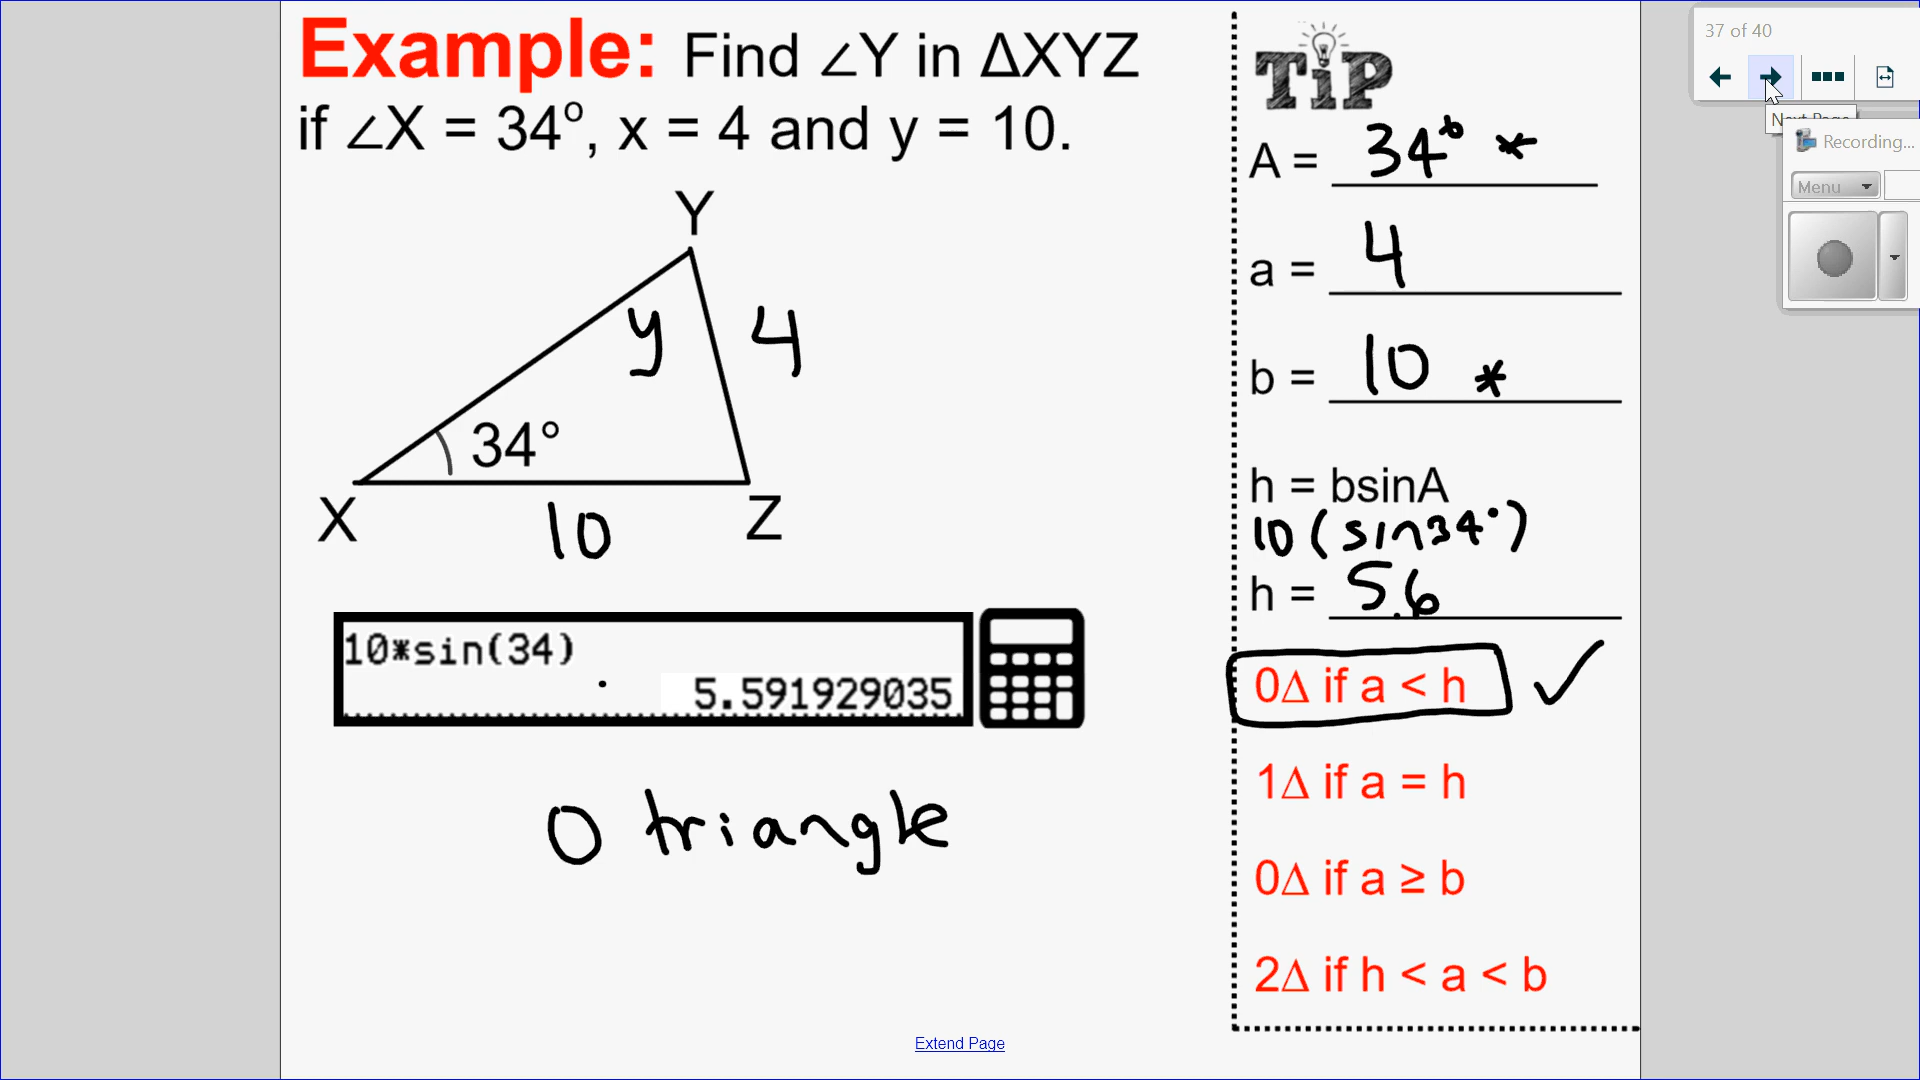 Example: Find ∠Y in ΔXYZ
if ∠X = 34°, x = 4 and y = 10.
Y
y
4
34°
X
10
Z
10*sin(34)
5.591929035
0 triangle
TiP
A = 34° *
a = 4
b = 10 *
h = bsinA
10 (sin34°)
h = 5.6
0Δ if a < h ✓
1Δ if a = h
0Δ if a ≥ b
2Δ if h < a < b
Extend Page
37 of 40
Next Page
Recording...
Menu